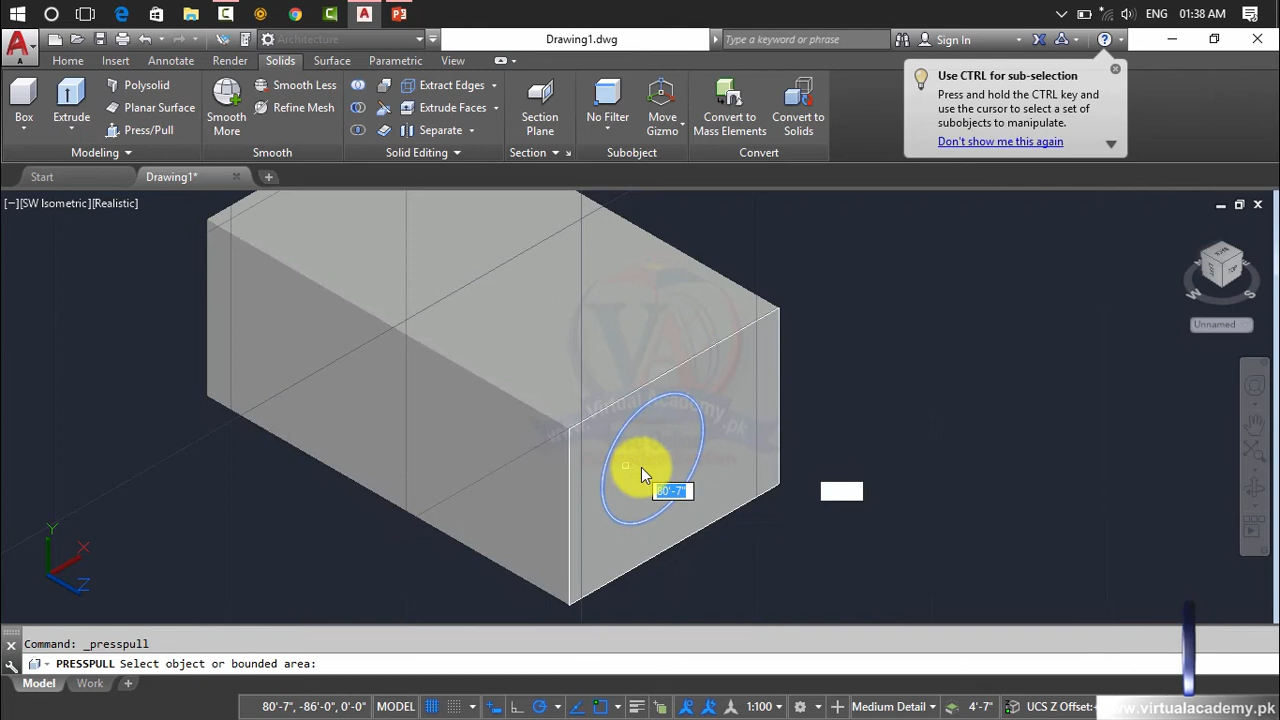 ENG 01:38 AM
Architecture Drawing1.dwg Type a keyword or phrase Sign In
Home Insert Annotate Render Solids Surface Parametric View
Use CTRL for sub-selection
Press and hold the CTRL key and
use the cursor to select a set of
subobjects to manipulate.
Don't show me this again
Polysolid Smooth Less Extract Edges
Planar Surface Refine Mesh Extrude Faces
Press/Pull Separate
Box Extrude Smooth
More Section
Plane No Filter Move
Gizmo Convert to
Mass Elements Convert to
Solids
Modeling Smooth Solid Editing Section Subobject Convert
Start Drawing1*
[−][SW Isometric][Realistic]
W S
Unnamed
VA
Virtual Academy.pk
80'-7"
Y
X
Z
Command: _presspull
PRESSPULL Select object or bounded area:
Model Work
80'-7", -86'-0", 0'-0" MODEL 1:100 Medium Detail 4'-7" UCS Z Offset:+
www.virtualacademy.pk